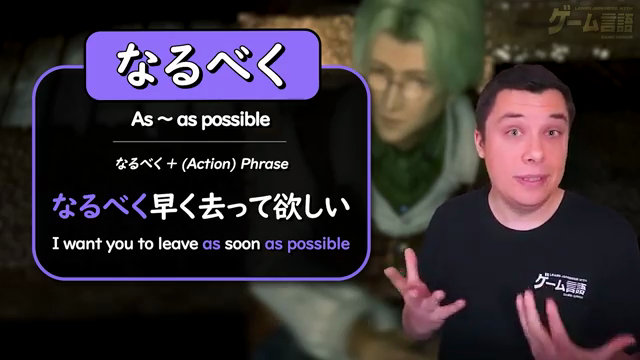 なるべく
As ～ as possible
なるべく + (Action) Phrase
なるべく早く去って欲しい
I want you to leave as soon as possible
ゲーム言語
ゲーム言語